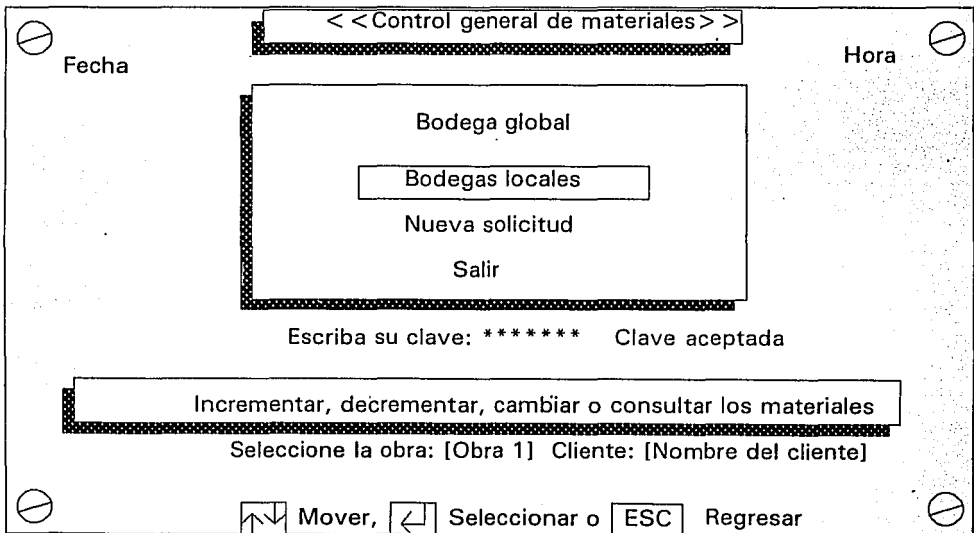 < <Control general de materiales> >
Fecha
Hora
Bodega global
Bodegas locales
Nueva solicitud
Salir
Escriba su clave: ******* Clave aceptada
Incrementar, decrementar, cambiar o consultar los materiales
Seleccione la obra: [Obra 1] Cliente: [Nombre del cliente]
Mover, Seleccionar o ESC Regresar